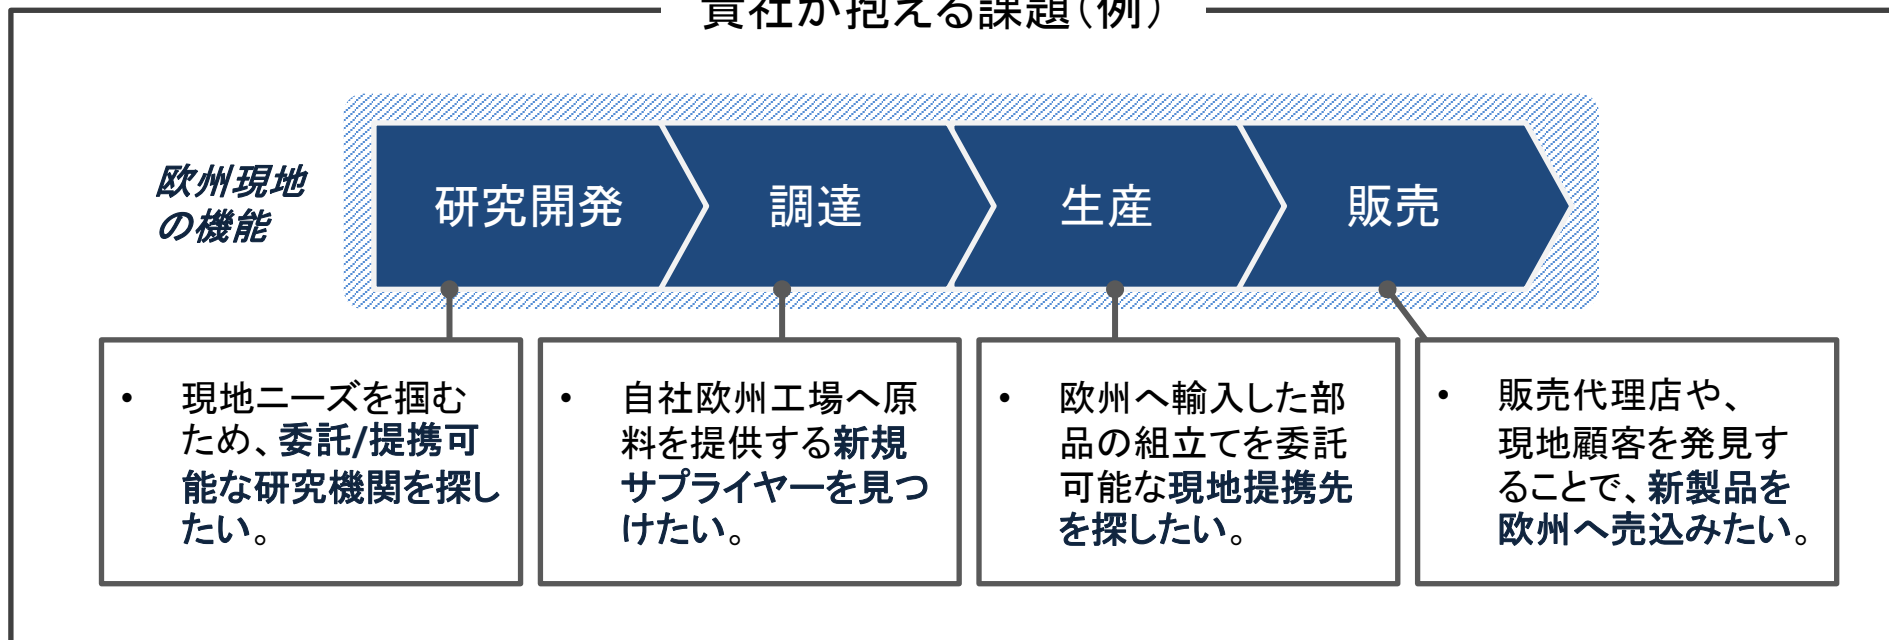 貴社が抱える課題(例)
欧州現地
の機能
研究開発
調達
生産
販売
• 現地ニーズを掴む
ため、委託/提携可
能な研究機関を探し
たい。
• 自社欧州工場へ原
料を提供する新規
サプライヤーを見つ
けたい。
• 欧州へ輸入した部
品の組立てを委託
可能な現地提携先
を探したい。
• 販売代理店や、
現地顧客を発見す
ることで、新製品を
欧州へ売込みたい。